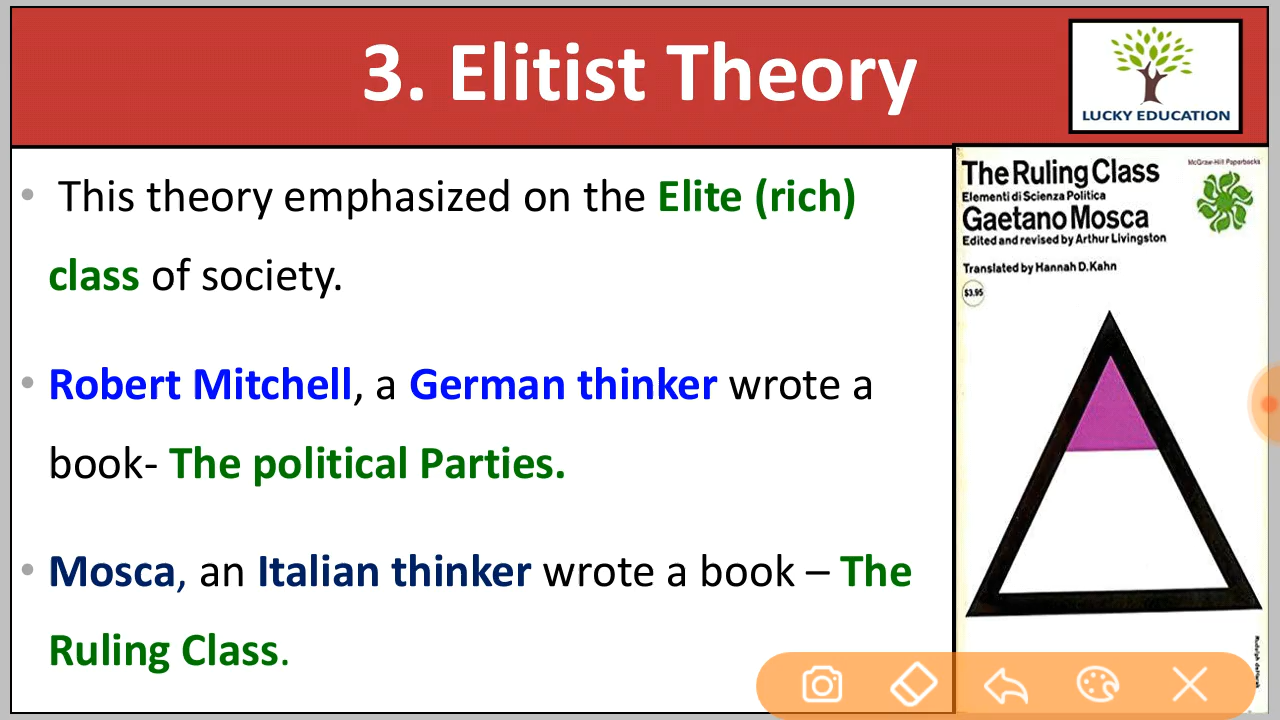 3. Elitist Theory
LUCKY EDUCATION
• This theory emphasized on the Elite (rich)
class of society.
• Robert Mitchell, a German thinker wrote a
book- The political Parties.
• Mosca, an Italian thinker wrote a book – The
Ruling Class.
McGraw-Hill Paperbacks
The Ruling Class
Elementi di Scienza Politica
Gaetano Mosca
Edited and revised by Arthur Livingston
Translated by Hannah D. Kahn
$3.95